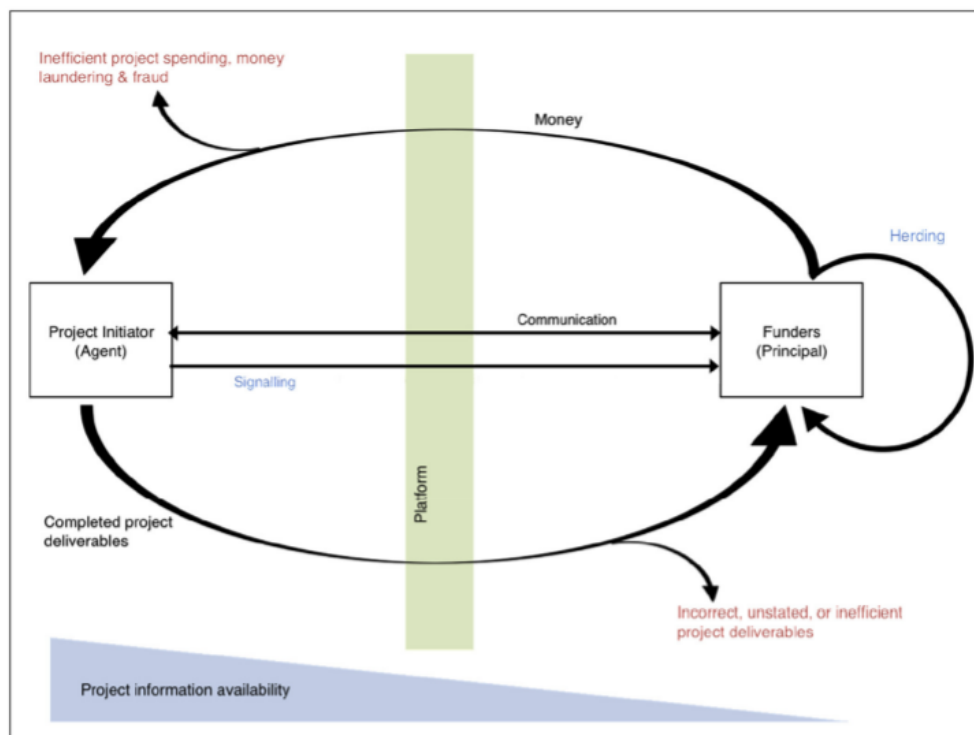 Inefficient project spending, money
laundering & fraud
Money
Herding
Project Initiator
(Agent)
Communication
Funders
(Principal)
Signalling
Platform
Completed project
deliverables
Incorrect, unstated, or inefficient
project deliverables
Project information availability